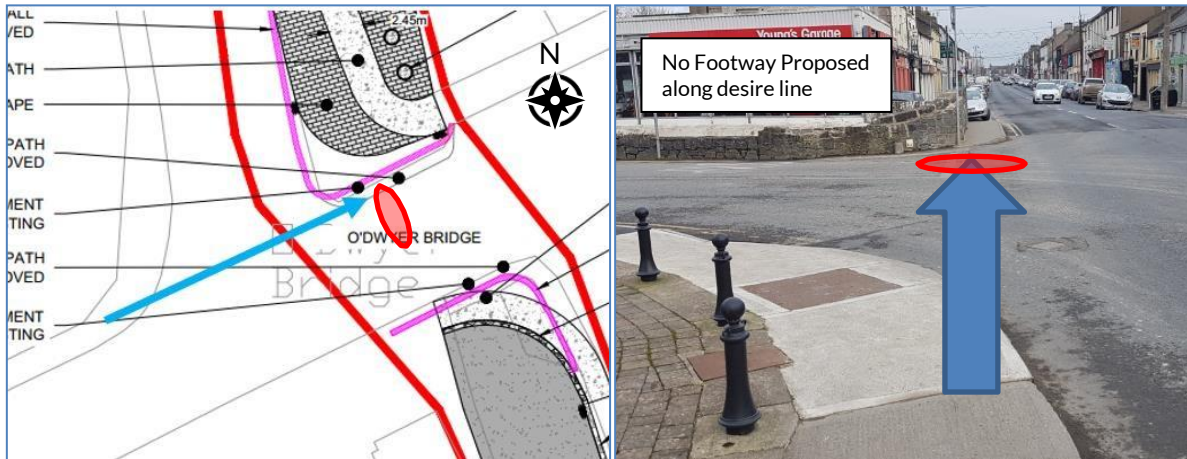 ALL
VED
2.45m
ATH
N
APE
PATH
OVED
MENT
TING
O'DWYER BRIDGE
Bridge
PATH
OVED
MENT
TING
Young's Garage
No Footway Proposed
along desire line